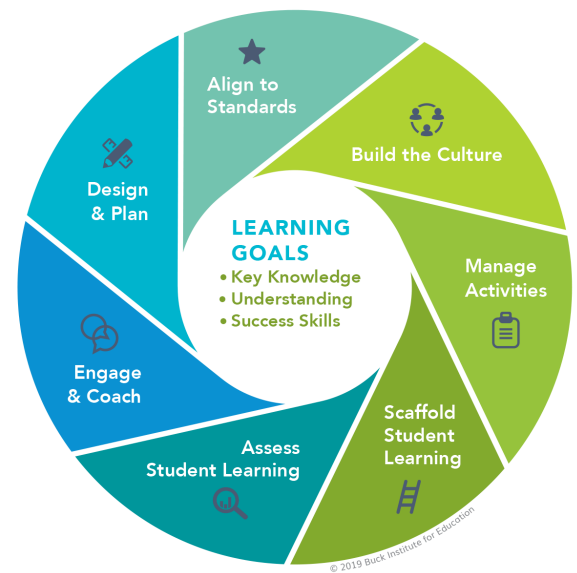 Align to
Standards
Build the Culture
Design
& Plan
LEARNING
GOALS
• Key Knowledge
• Understanding
• Success Skills
Manage
Activities
Engage
& Coach
Scaffold
Student
Learning
Assess
Student Learning
© 2019 Buck Institute for Education